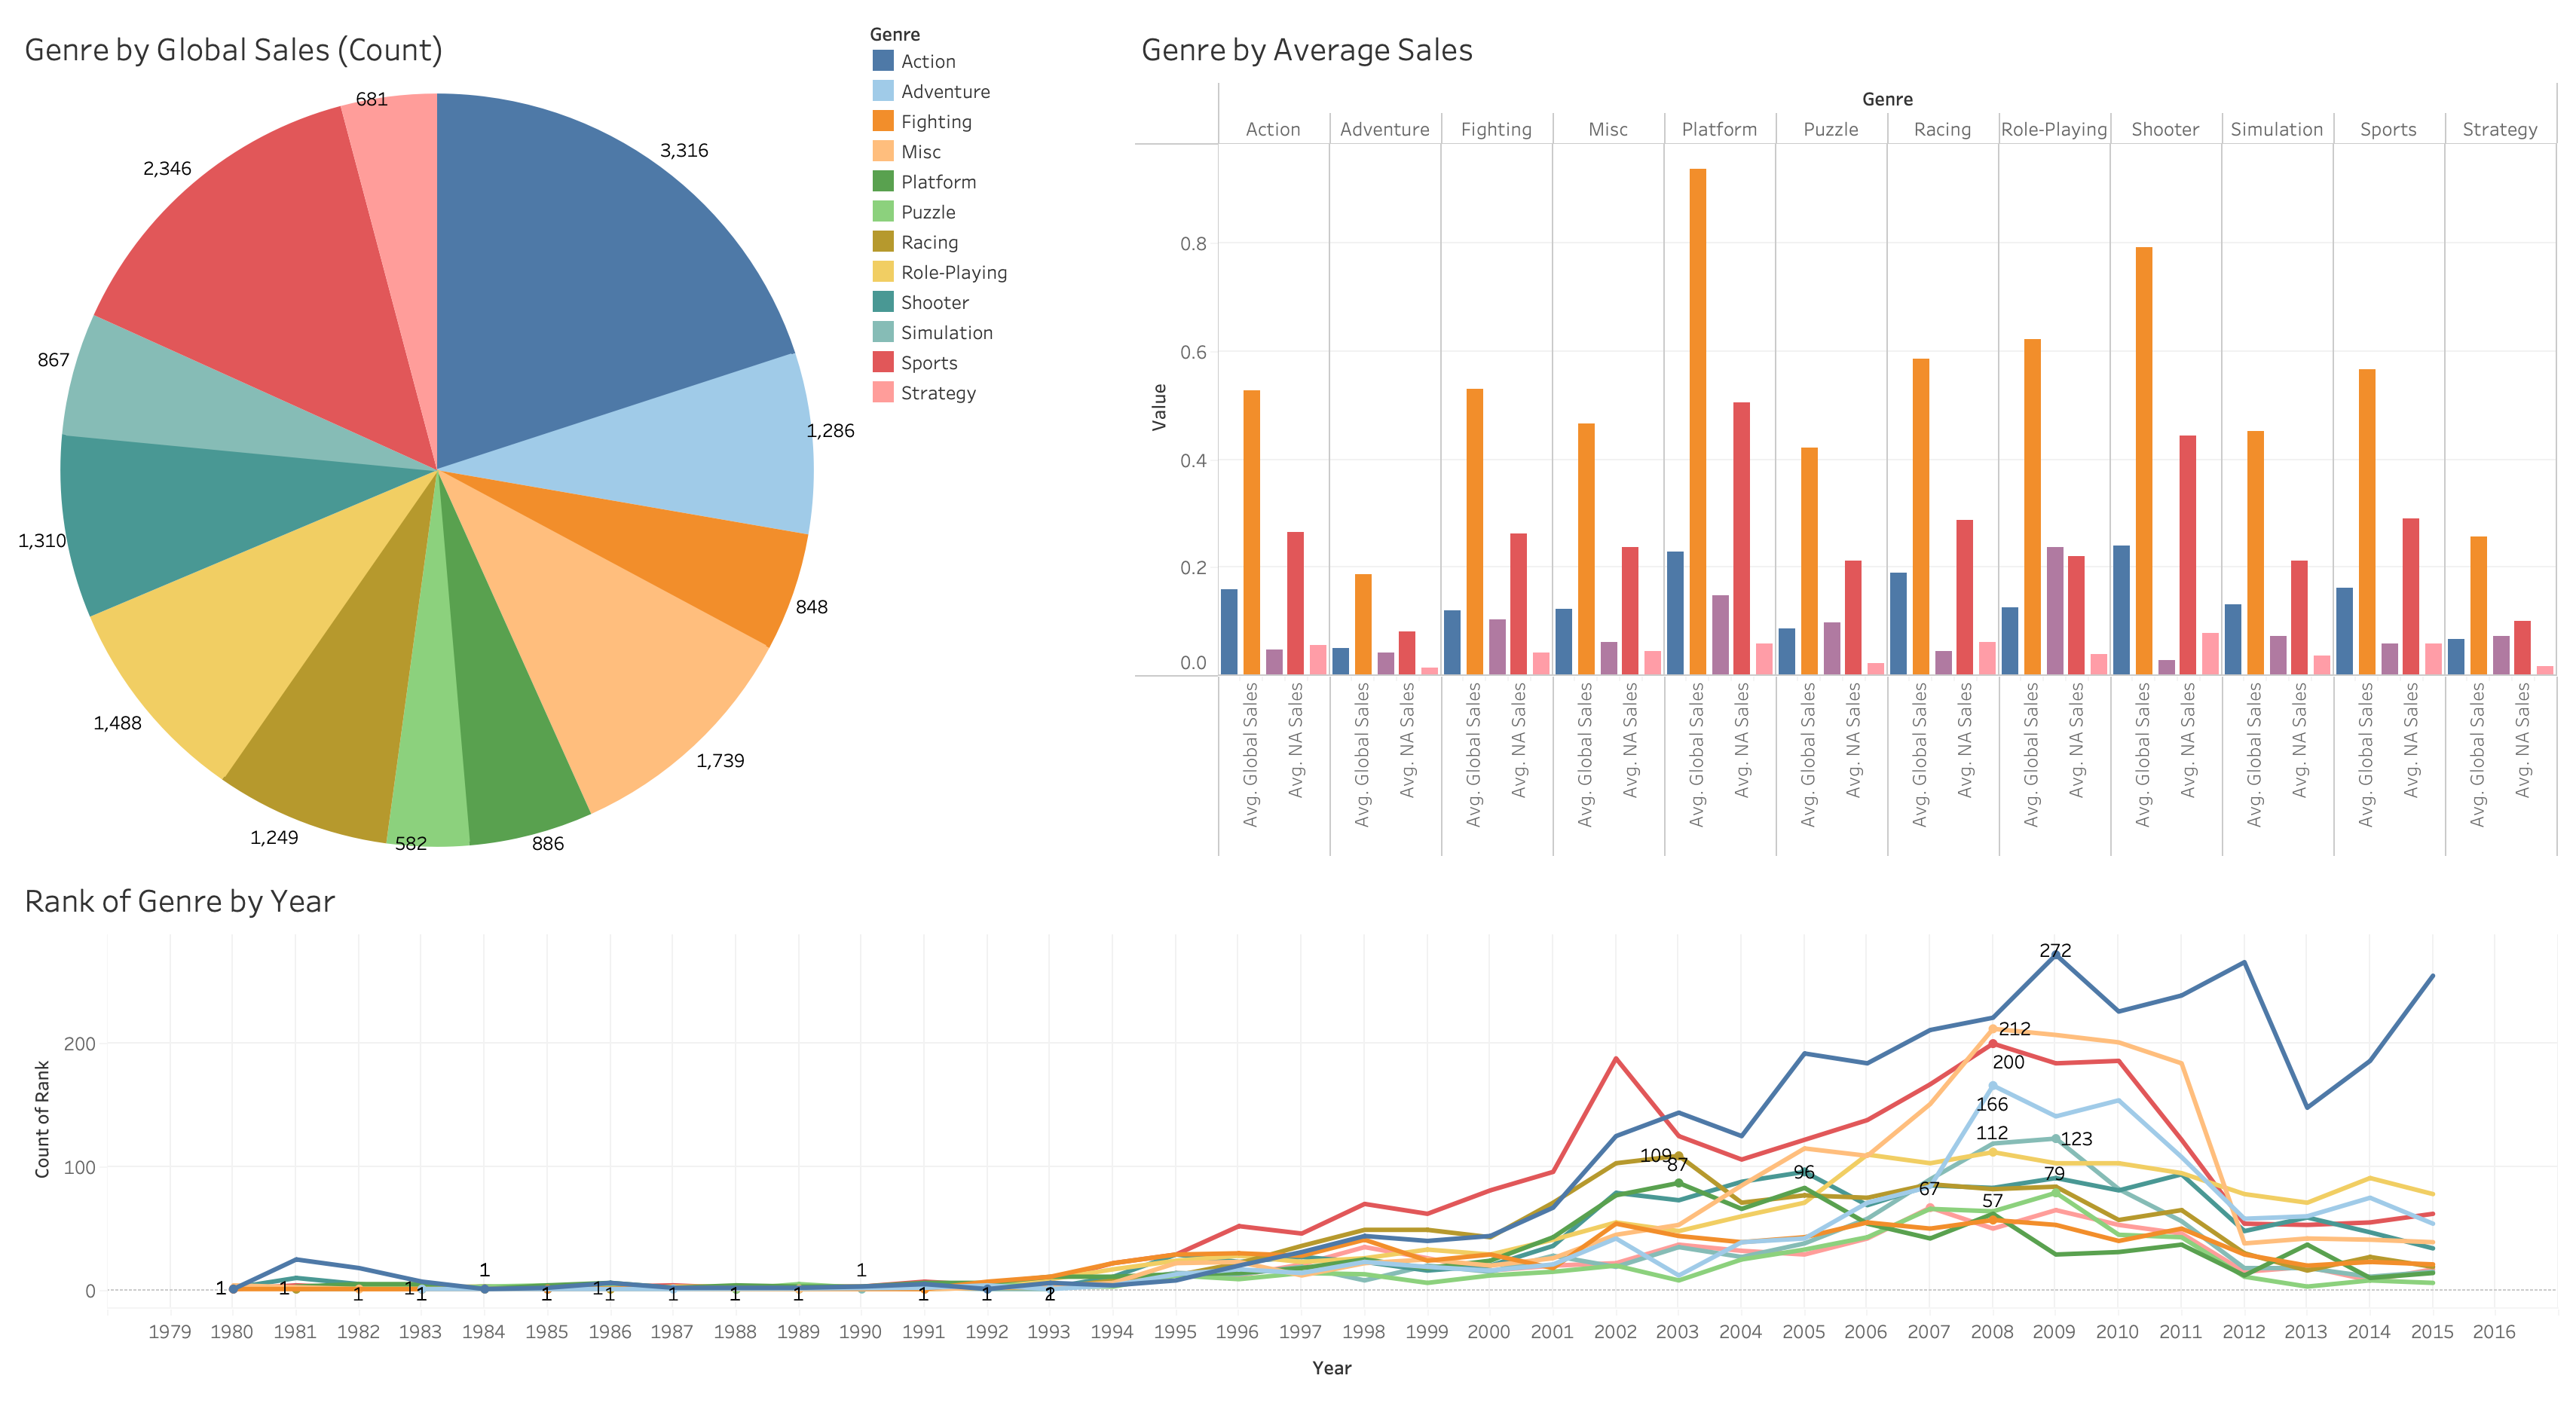 Genre by Global Sales (Count)
681
3,316
2,346
1,286
867
848
1,310
1,488
1,739
1,249
582
886
Genre
Action
Adventure
Fighting
Misc
Platform
Puzzle
Racing
Role-Playing
Shooter
Simulation
Sports
Strategy
Genre by Average Sales
Genre
Action Adventure Fighting Misc Platform Puzzle Racing Role-Playing Shooter Simulation Sports Strategy
Value
0.8
0.6
0.4
0.2
0.0
Avg. Global Sales
Avg. NA Sales
Avg. Global Sales
Avg. NA Sales
Avg. Global Sales
Avg. NA Sales
Avg. Global Sales
Avg. NA Sales
Avg. Global Sales
Avg. NA Sales
Avg. Global Sales
Avg. NA Sales
Avg. Global Sales
Avg. NA Sales
Avg. Global Sales
Avg. NA Sales
Avg. Global Sales
Avg. NA Sales
Avg. Global Sales
Avg. NA Sales
Avg. Global Sales
Avg. NA Sales
Avg. Global Sales
Avg. NA Sales
Rank of Genre by Year
Count of Rank
200
100
0
272
212
200
166
112
123
109
87
96
79
67
57
1 1
1 1 1 1 1 1 1 1 1 1 1 1 1
1979 1980 1981 1982 1983 1984 1985 1986 1987 1988 1989 1990 1991 1992 1993 1994 1995 1996 1997 1998 1999 2000 2001 2002 2003 2004 2005 2006 2007 2008 2009 2010 2011 2012 2013 2014 2015 2016
Year